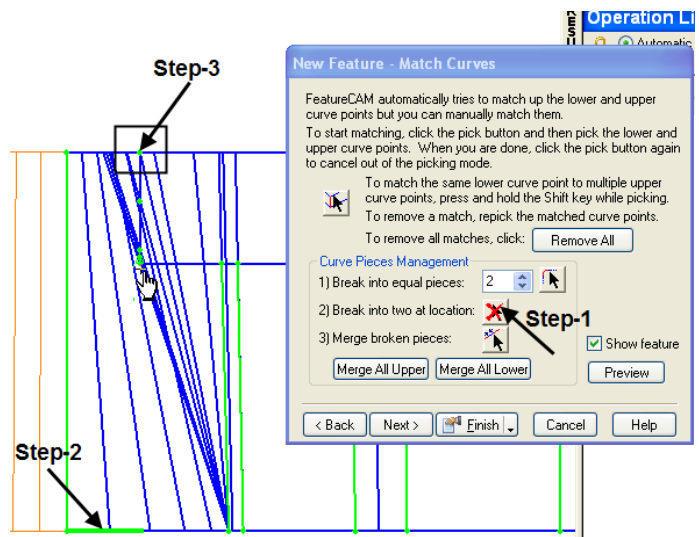 RESU
Operation Li
Automatic
Step-3
New Feature - Match Curves
FeatureCAM automatically tries to match up the lower and upper
curve points but you can manually match them.
To start matching, click the pick button and then pick the lower and
upper curve points. When you are done, click the pick button again
to cancel out of the picking mode.
To match the same lower curve point to multiple upper
curve points, press and hold the Shift key while picking.
To remove a match, repick the matched curve points.
To remove all matches, click: Remove All
Curve Pieces Management
1) Break into equal pieces: 2
2) Break into two at location:
Step-1
3) Merge broken pieces:
Show feature
Merge All Upper Merge All Lower Preview
< Back Next > Finish Cancel Help
Step-2